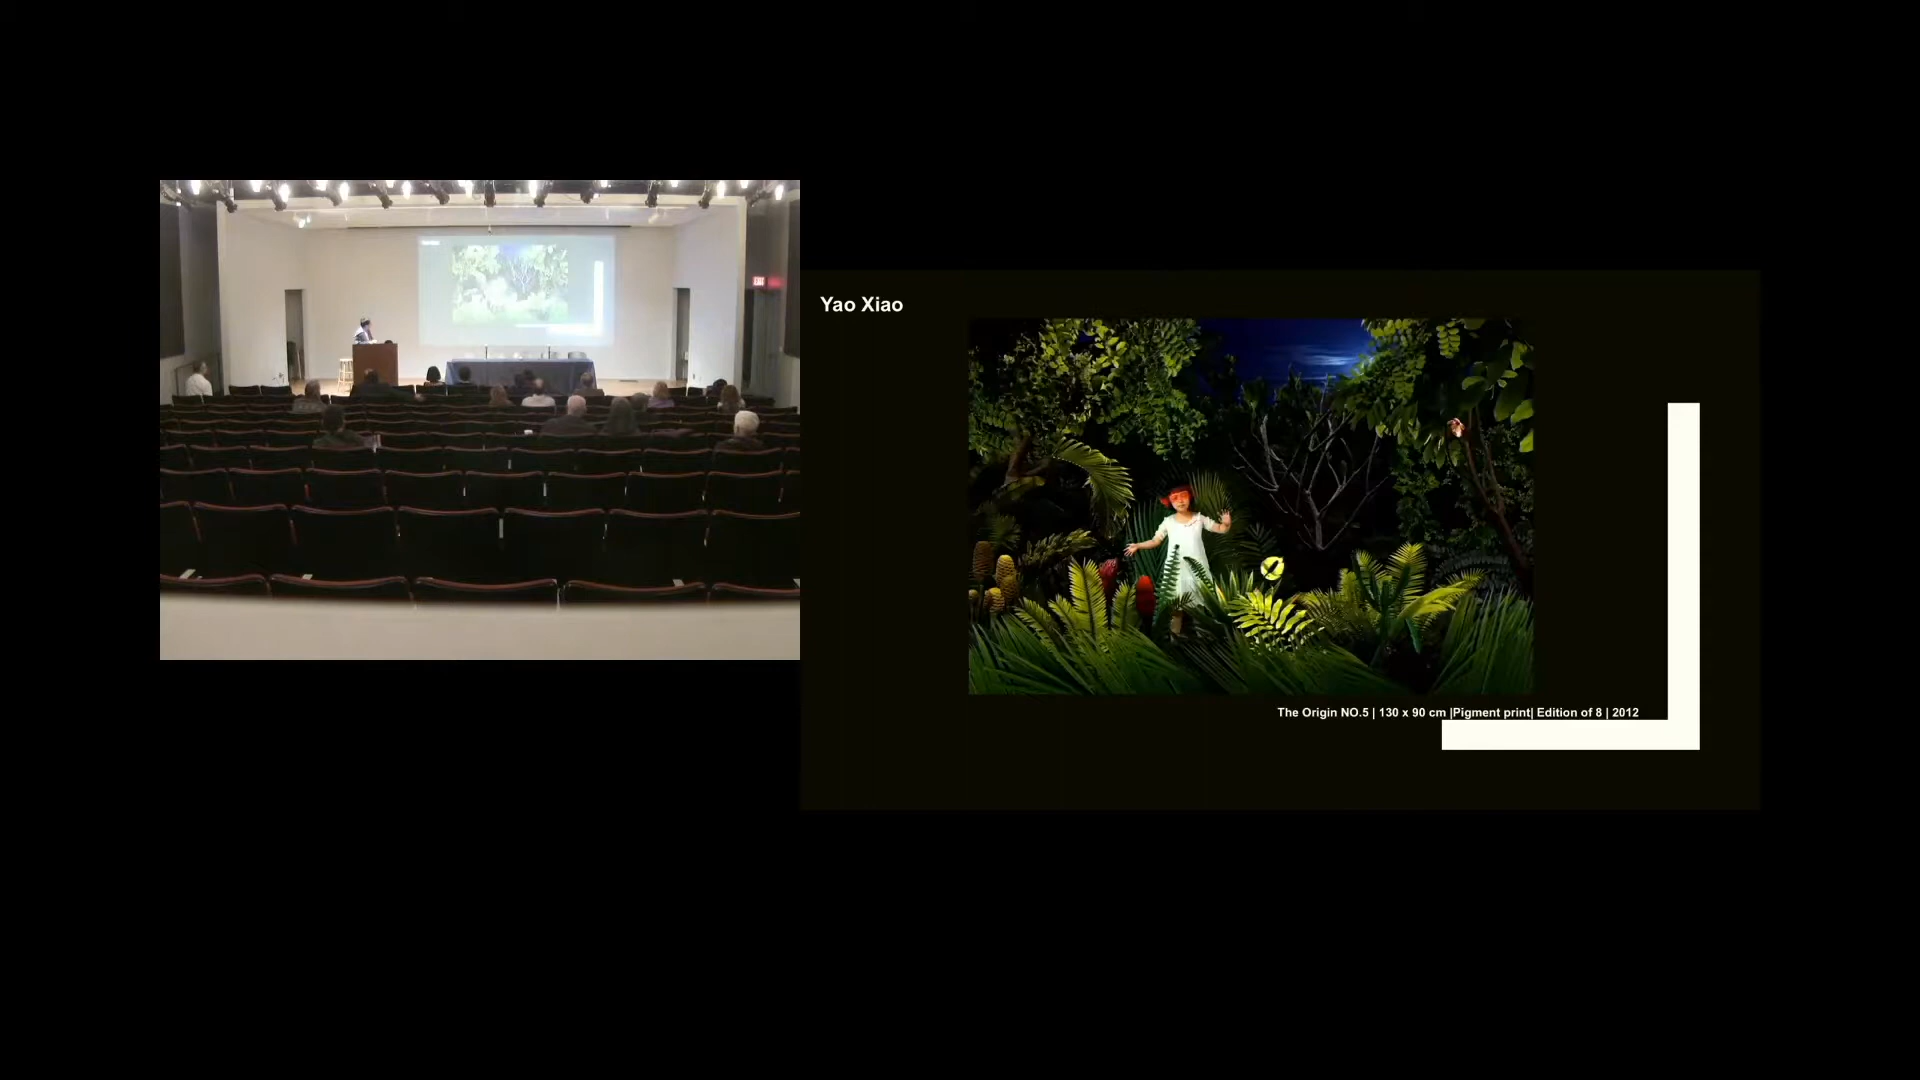 Yao Xiao
The Origin NO.5 | 130 x 90 cm |Pigment print| Edition of 8 | 2012